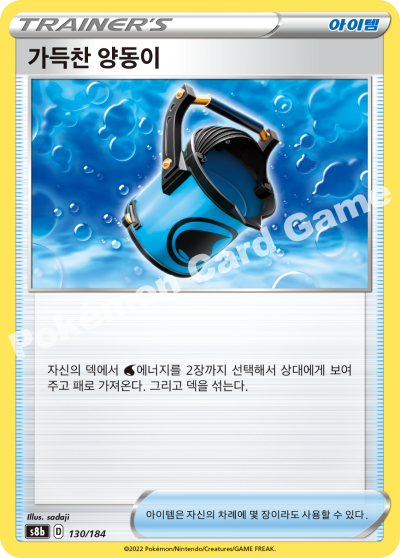 TRAINER'S 아이템
가득찬 양동이
Pokémon Card Game
자신의 덱에서 에너지를 2장까지 선택해서 상대에게 보여
주고 패로 가져온다. 그리고 덱을 섞는다.
Illus. sadaji
s8b D 130/184
아이템은 자신의 차례에 몇 장이라도 사용할 수 있다.
©2022 Pokémon/Nintendo/Creatures/GAME FREAK.